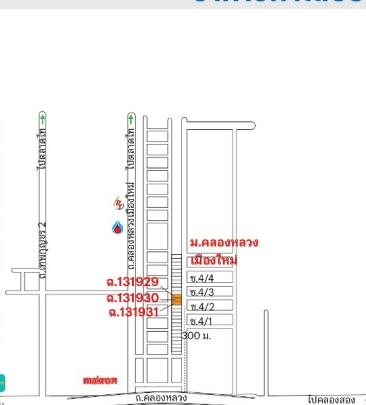 ไปตลาดไท
ไปตลาดไท
ถ.เทพกุญชร 2
ถ.คลองหลวงเมืองใหม่
ม.คลองหลวง
เมืองใหม่
ฉ.131929
ฉ.131930
ฉ.131931
ซ.4/4
ซ.4/3
ซ.4/2
ซ.4/1
300 ม.
makro
ถ.คลองหลวง
ไปคลองสอง